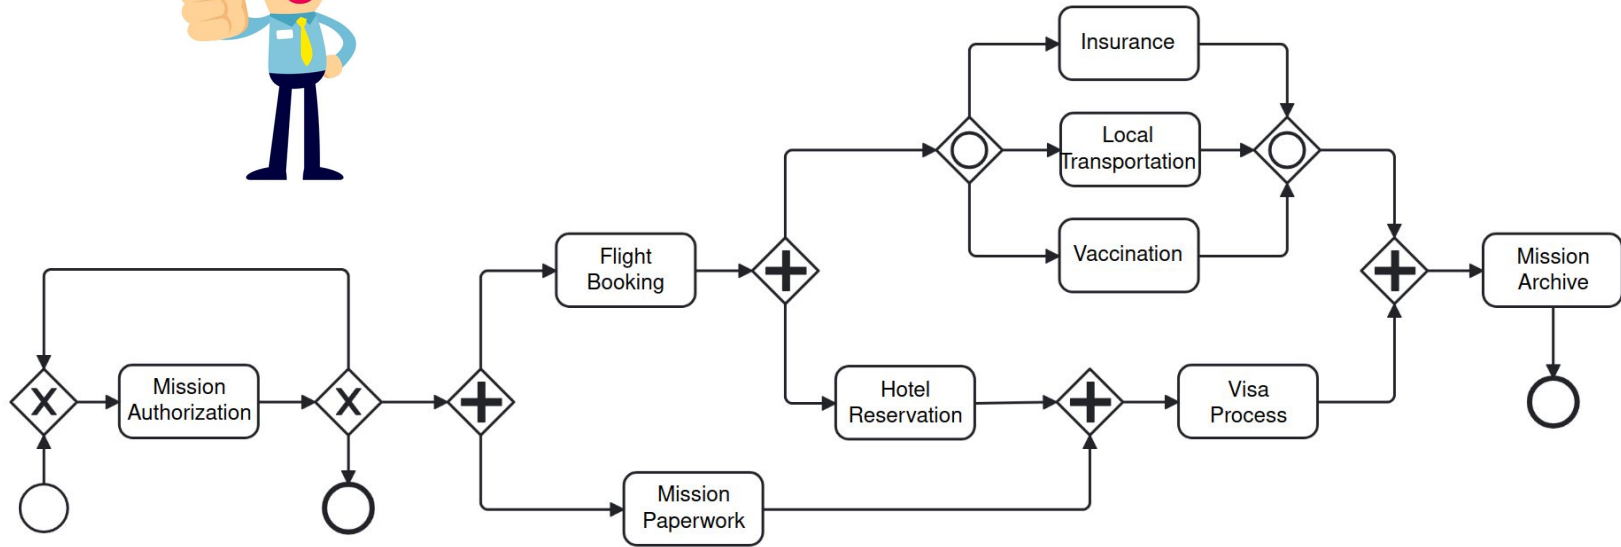 Insurance
Local
Transportation
Vaccination
Flight
Booking
Mission
Archive
Mission
Authorization
Hotel
Reservation
Visa
Process
Mission
Paperwork